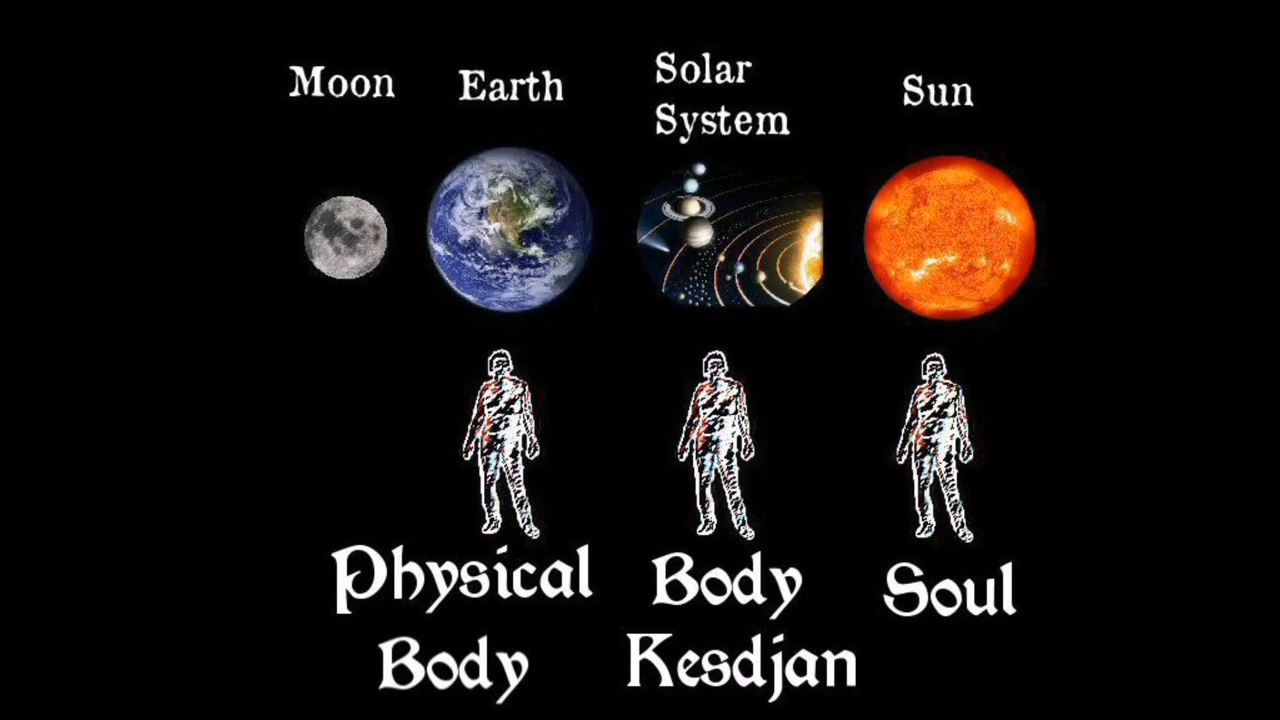 Moon
Earth
Solar
System
Sun
Physical
Body
Body
Kesdjan
Soul